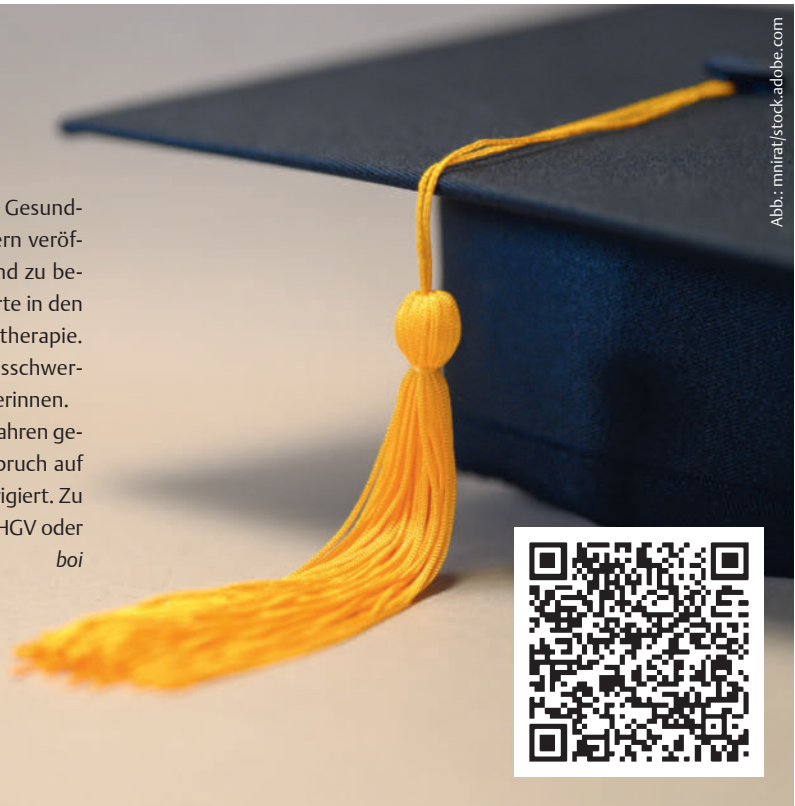 Gesund-
ern veröf-
nd zu be-
rte in den
therapie.
sschwer-
erinnen.
ahren ge-
pruch auf
igiert. Zu
HGV oder
boi
Abb.: mnirat/stock.adobe.com